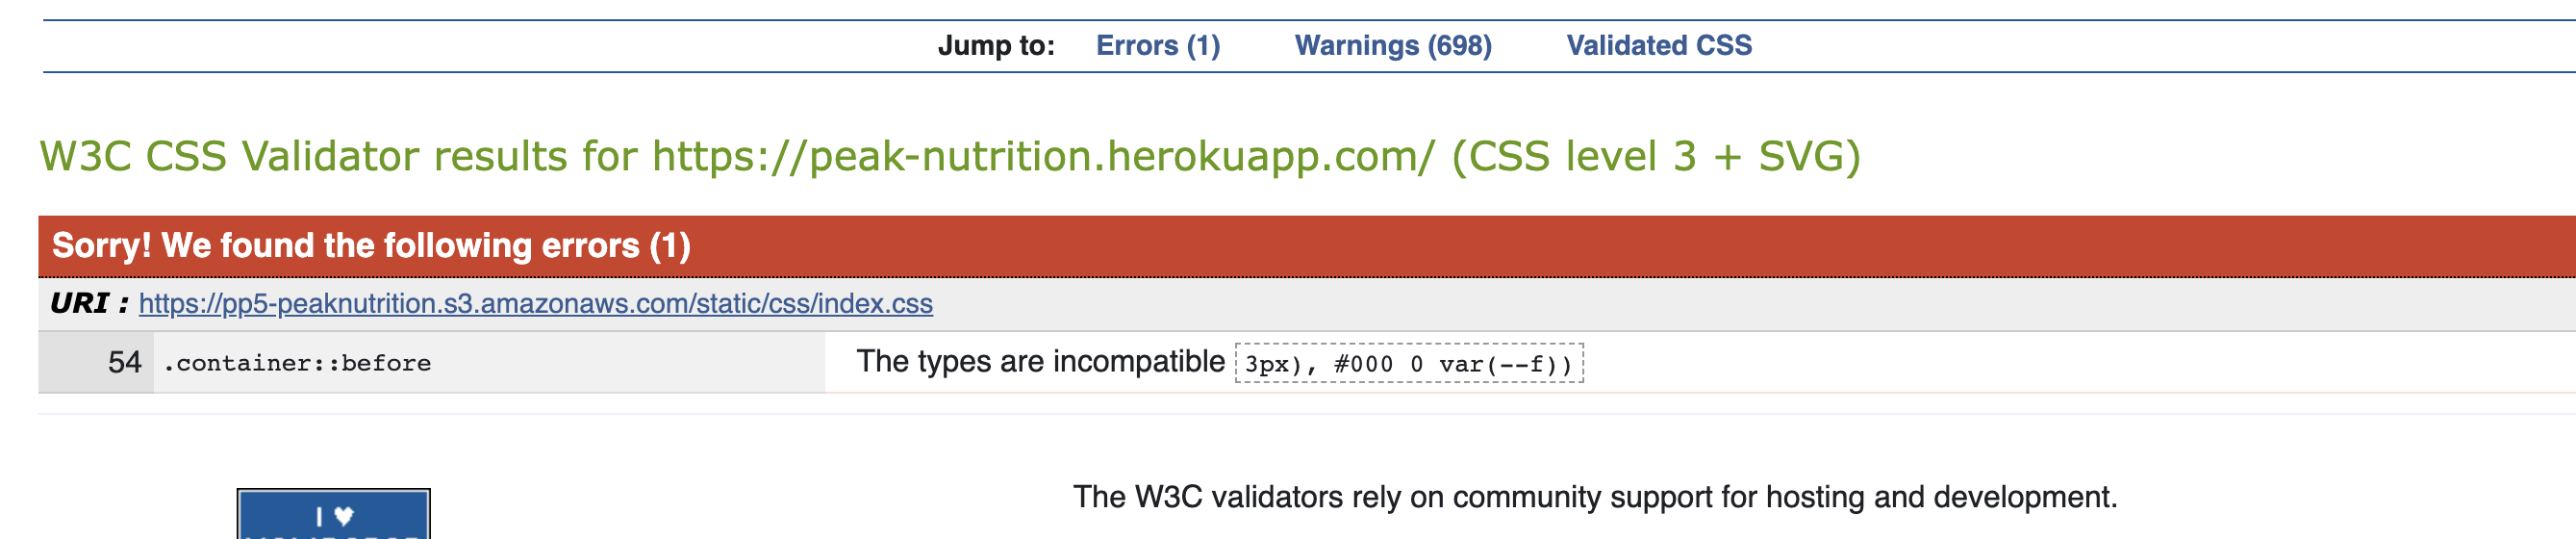 Jump to: Errors (1) Warnings (698) Validated CSS
W3C CSS Validator results for https://peak-nutrition.herokuapp.com/ (CSS level 3 + SVG)
Sorry! We found the following errors (1)
URI : https://pp5-peaknutrition.s3.amazonaws.com/static/css/index.css
54 .container::before The types are incompatible 3px), #000 0 var(--f))
The W3C validators rely on community support for hosting and development.
I ♥